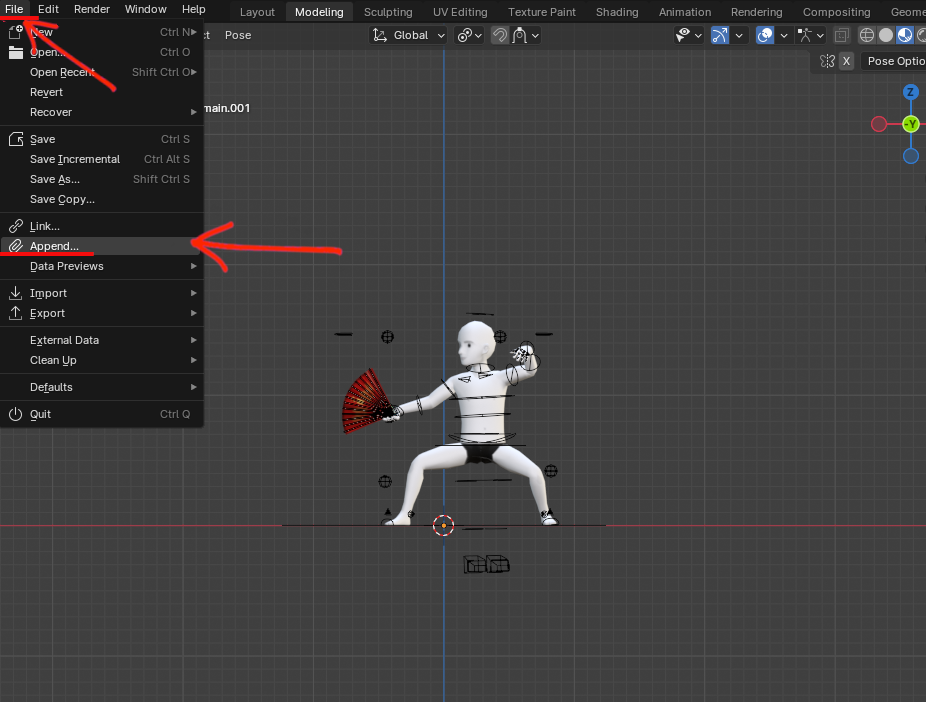 File Edit Render Window Help Layout Modeling Sculpting UV Editing Texture Paint Shading Animation Rendering Compositing Geome
New Ctrl N
Pose Global
Open... Ctrl O
Open Recent Shift Ctrl O
X Pose Optio
Revert
Z
main.001
Recover
-Y
Save Ctrl S
Save Incremental Ctrl Alt S
Save As... Shift Ctrl S
Save Copy...
Link...
Append...
Data Previews
Import
Export
External Data
Clean Up
Defaults
Quit Ctrl Q